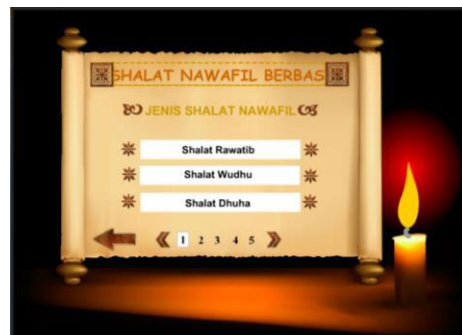 SHALAT NAWAFIL BERBAS
JENIS SHALAT NAWAFIL
Shalat Rawatib
Shalat Wudhu
Shalat Dhuha
1 2 3 4 5